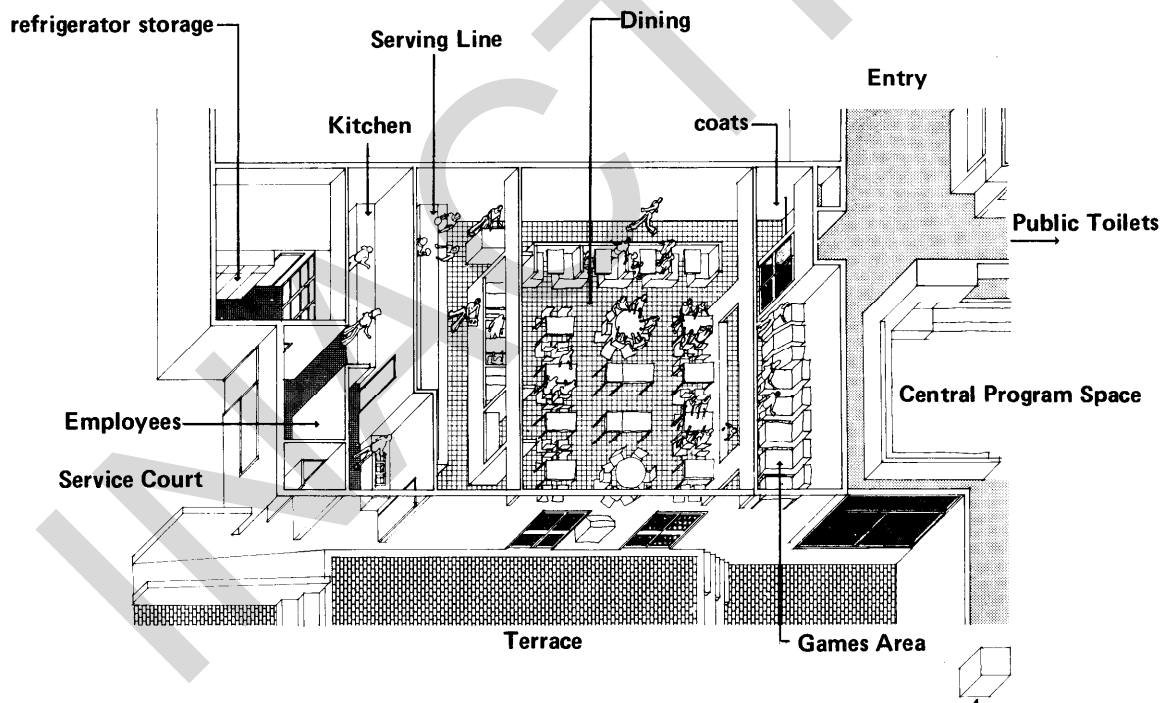 refrigerator storage
Dining
Serving Line
Entry
Kitchen
coats
Public Toilets
Central Program Space
Employees
Service Court
Terrace
Games Area
INACT